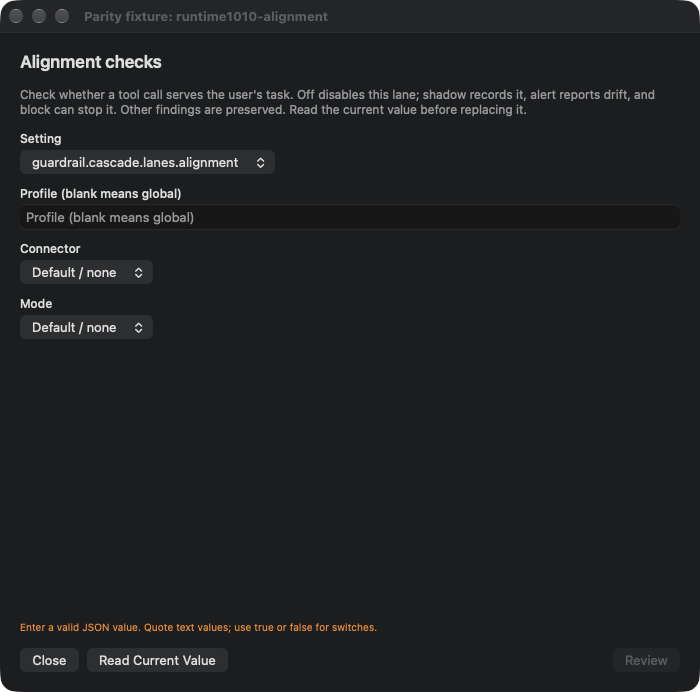 Parity fixture: runtime1010-alignment
Alignment checks
Check whether a tool call serves the user's task. Off disables this lane; shadow records it, alert reports drift, and
block can stop it. Other findings are preserved. Read the current value before replacing it.
Setting
guardrail.cascade.lanes.alignment
Profile (blank means global)
Profile (blank means global)
Connector
Default / none
Mode
Default / none
Enter a valid JSON value. Quote text values; use true or false for switches.
Close
Read Current Value
Review